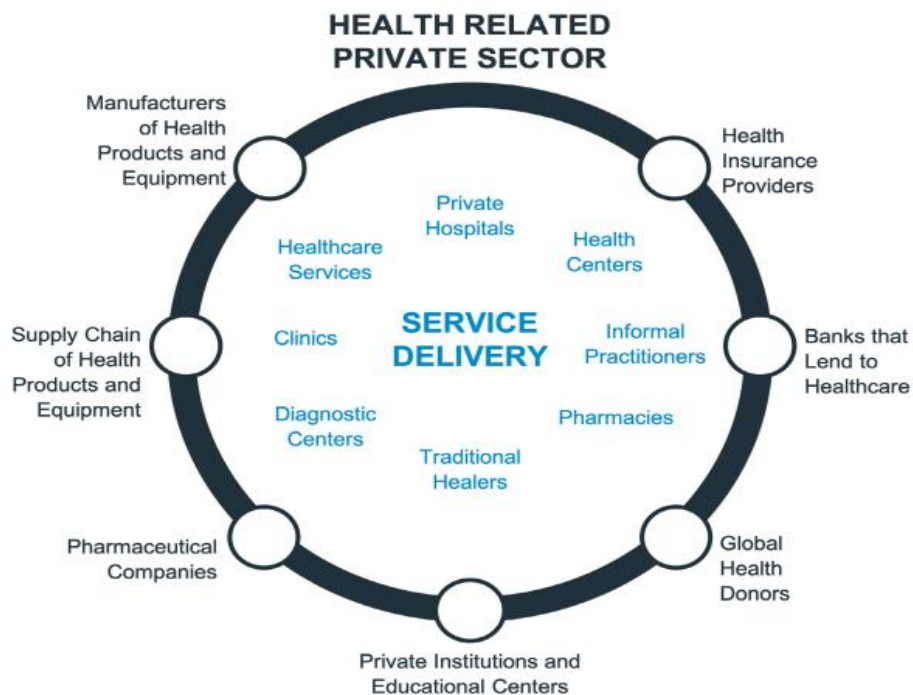 HEALTH RELATED
PRIVATE SECTOR
Manufacturers
of Health
Products and
Equipment
Health
Insurance
Providers
Private
Hospitals
Healthcare
Services
Health
Centers
Supply Chain
of Health
Products and
Equipment
Clinics
SERVICE
DELIVERY
Informal
Practitioners
Banks that
Lend to
Healthcare
Diagnostic
Centers
Pharmacies
Traditional
Healers
Pharmaceutical
Companies
Global
Health
Donors
Private Institutions and
Educational Centers